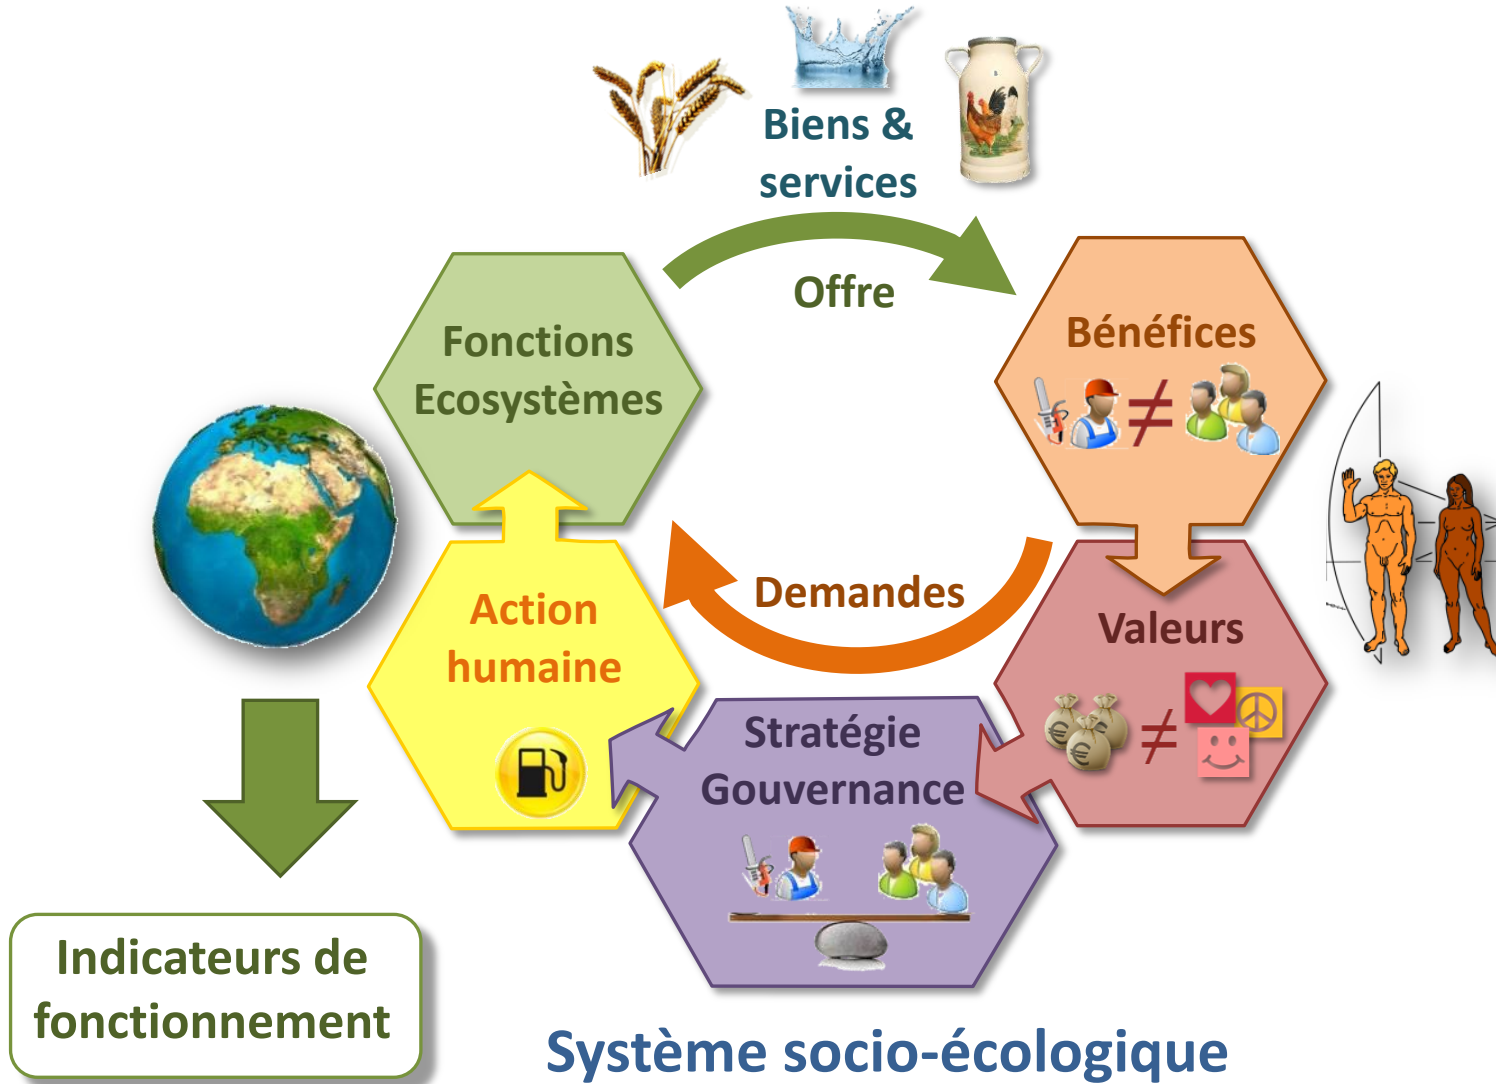 Biens &
services
Offre
Fonctions
Ecosystèmes
Bénéfices
≠
Demandes
Action
humaine
Valeurs
€ € € ≠
Stratégie
Gouvernance
Indicateurs de
fonctionnement
Système socio-écologique